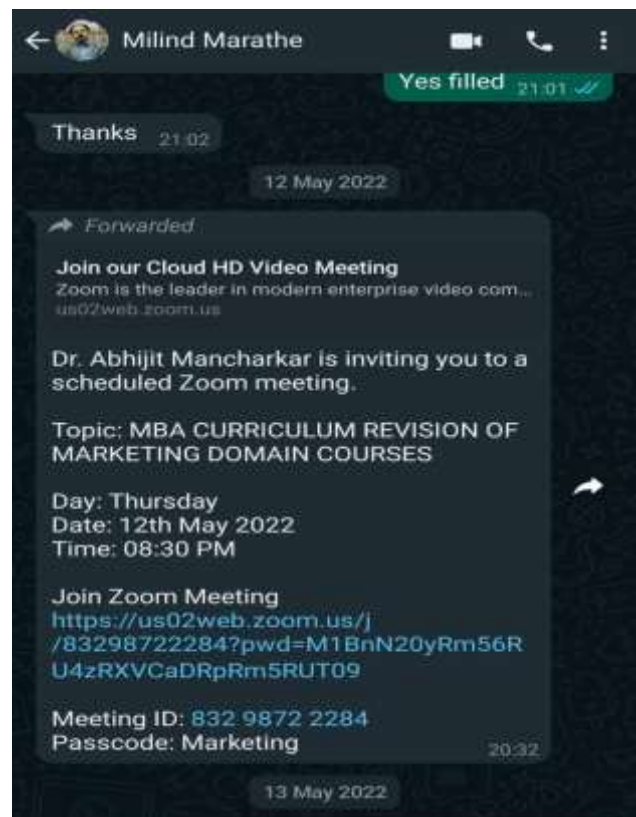 Milind Marathe
Yes filled 21:01
Thanks 21:02
12 May 2022
Forwarded
Join our Cloud HD Video Meeting
Zoom is the leader in modern enterprise video com...
us02web.zoom.us
Dr. Abhijit Mancharkar is inviting you to a
scheduled Zoom meeting.
Topic: MBA CURRICULUM REVISION OF
MARKETING DOMAIN COURSES
Day: Thursday
Date: 12th May 2022
Time: 08:30 PM
Join Zoom Meeting
https://us02web.zoom.us/j
/83298722284?pwd=M1BnN20yRm56R
U4zRXVCaDRpRm5RUT09
Meeting ID: 832 9872 2284
Passcode: Marketing 20:32
13 May 2022